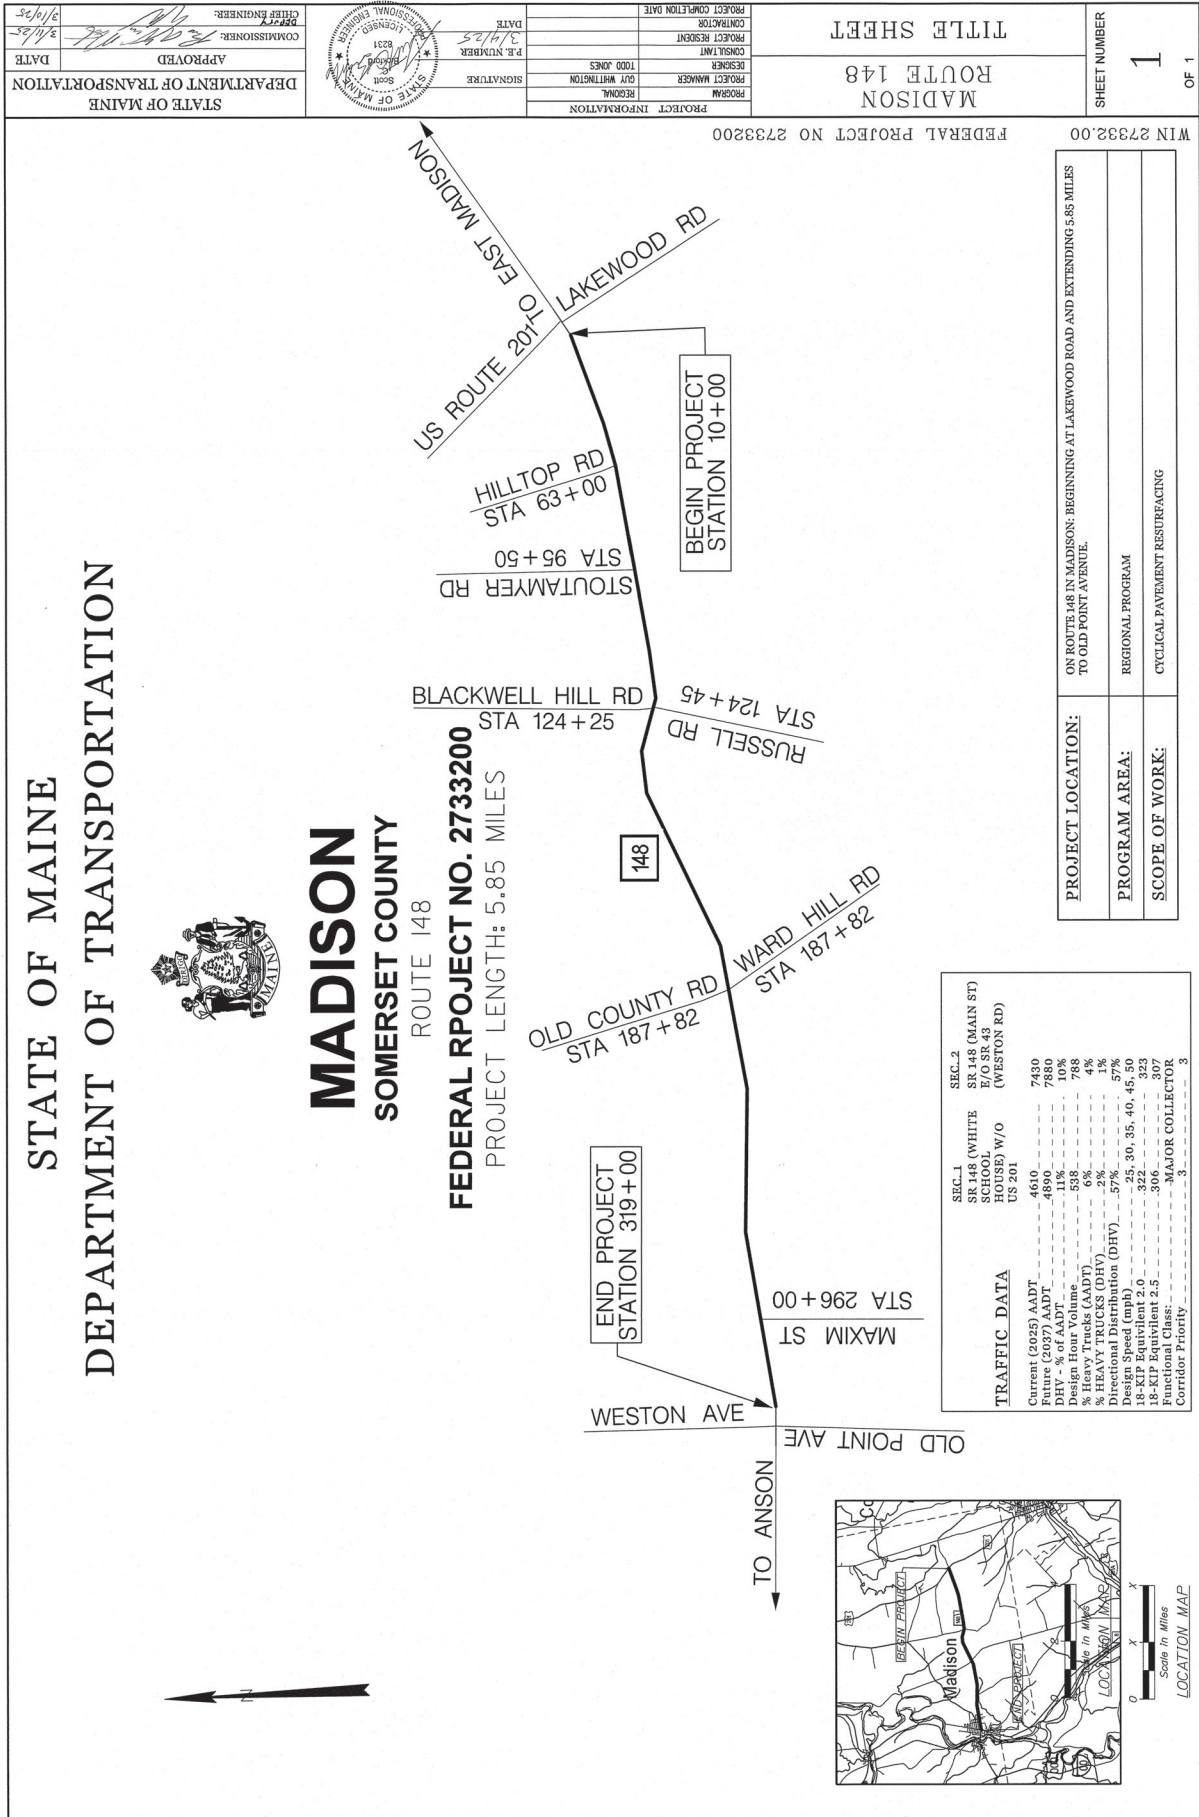 STATE OF MAINE
DEPARTMENT OF TRANSPORTATION
DIRIGO
MAINE
MADISON
SOMERSET COUNTY
ROUTE 148
FEDERAL RPOJECT NO. 2733200
PROJECT LENGTH: 5.85 MILES
N
TO ANSON
WESTON AVE
OLD POINT AVE
END PROJECT
STATION 319+00
MAXIM ST
STA 296+00
OLD COUNTY RD
STA 187+82
WARD HILL RD
STA 187+82
148
BLACKWELL HILL RD
STA 124+25
RUSSELL RD
STA 124+45
STOUTAMYER RD
STA 95+50
HILLTOP RD
STA 63+00
BEGIN PROJECT
STATION 10+00
US ROUTE 201
LAKEWOOD RD
TO EAST MADISON
BEGIN PROJECT
Madison
END PROJECT
Scale in Miles
LOCATION MAP
0 X X
Scale in Miles
LOCATION MAP
TRAFFIC DATA
SEC. 1
SR 148 (WHITE
SCHOOL
HOUSE) W/O
US 201
SEC. 2
SR 148 (MAIN ST)
E/O SR 43
(WESTON RD)
Current (2025) AADT 4610 7430
Future (2037) AADT 4890 7880
DHV - % of AADT 11% 10%
Design Hour Volume 538 788
% Heavy Trucks (AADT) 6% 4%
% HEAVY TRUCKS (DHV) 2% 1%
Directional Distribution (DHV) 57% 57%
Design Speed (mph) 25, 30, 35, 40, 45, 50
18-KIP Equivilent 2.0 322 323
18-KIP Equivilent 2.5 306 307
Functional Class: MAJOR COLLECTOR
Corridor Priority 3 3
PROJECT LOCATION: ON ROUTE 148 IN MADISON: BEGINNING AT LAKEWOOD ROAD AND EXTENDING 5.85 MILES
TO OLD POINT AVENUE.
PROGRAM AREA: REGIONAL PROGRAM
SCOPE OF WORK: CYCLICAL PAVEMENT RESURFACING
STATE OF MAINE
DEPARTMENT OF TRANSPORTATION
APPROVED DATE
COMMISSIONER: 3/11/25
DEPUTY
CHIEF ENGINEER: 3/10/25
STATE OF MAINE
Scott
Bickford
8231
LICENSED
PROFESSIONAL ENGINEER
SIGNATURE
P.E. NUMBER
DATE
3/4/25
PROJECT INFORMATION
PROGRAM REGIONAL
PROJECT MANAGER GUY WHITTINGTON
DESIGNER TODD JONES
CONSULTANT
PROJECT RESIDENT
CONTRACTOR
PROJECT COMPLETION DATE
MADISON
ROUTE 148
TITLE SHEET
FEDERAL PROJECT NO 2733200
WIN 27332.00
SHEET NUMBER
1
OF 1